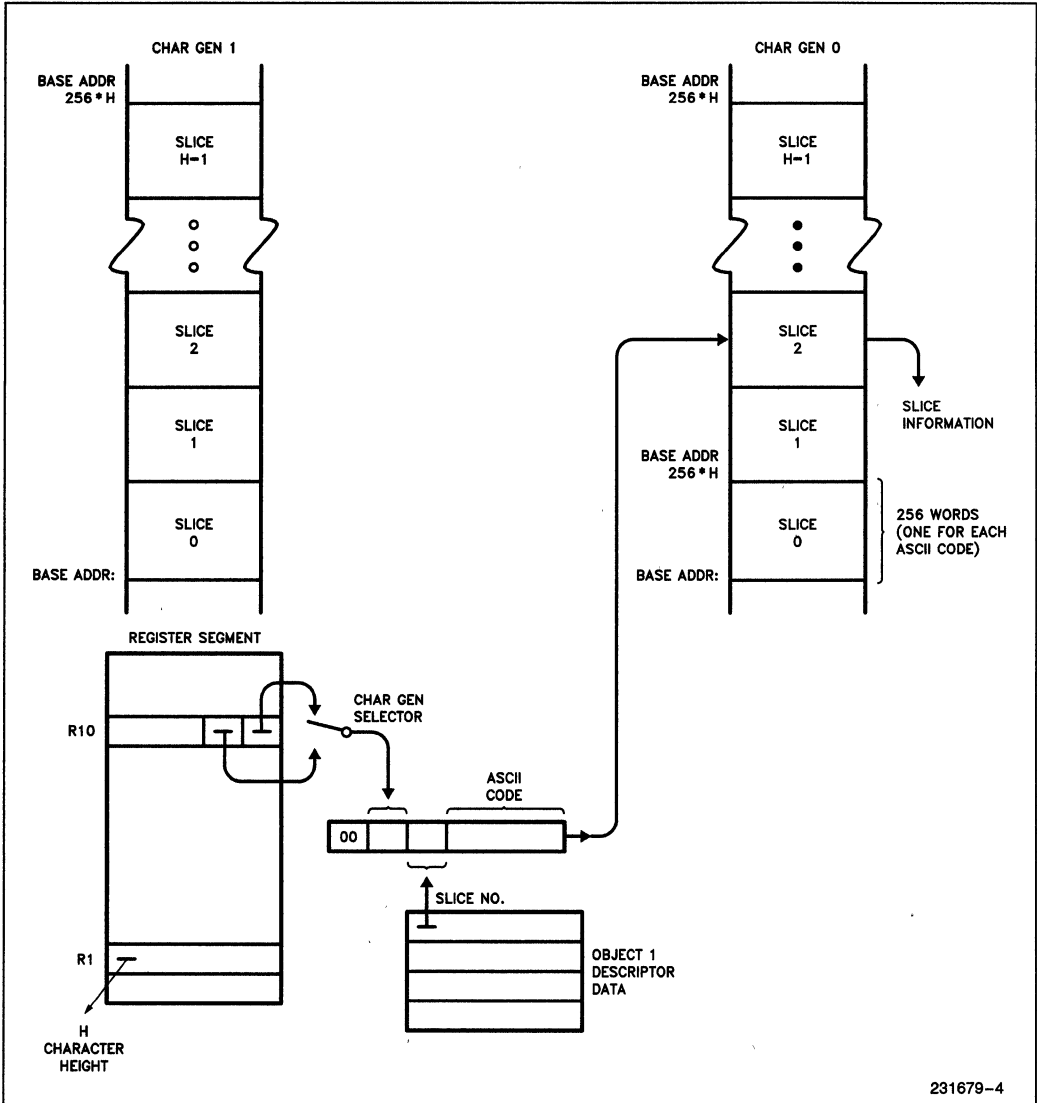 CHAR GEN 1
BASE ADDR
256*H
SLICE
H-1
SLICE
2
SLICE
1
SLICE
0
BASE ADDR:
CHAR GEN 0
BASE ADDR
256*H
SLICE
H-1
SLICE
2
SLICE
INFORMATION
SLICE
1
BASE ADDR
256*H
SLICE
0
256 WORDS
(ONE FOR EACH
ASCII CODE)
BASE ADDR:
REGISTER SEGMENT
R10
CHAR GEN
SELECTOR
ASCII
CODE
00
SLICE NO.
R1
OBJECT 1
DESCRIPTOR
DATA
H
CHARACTER
HEIGHT
231679-4